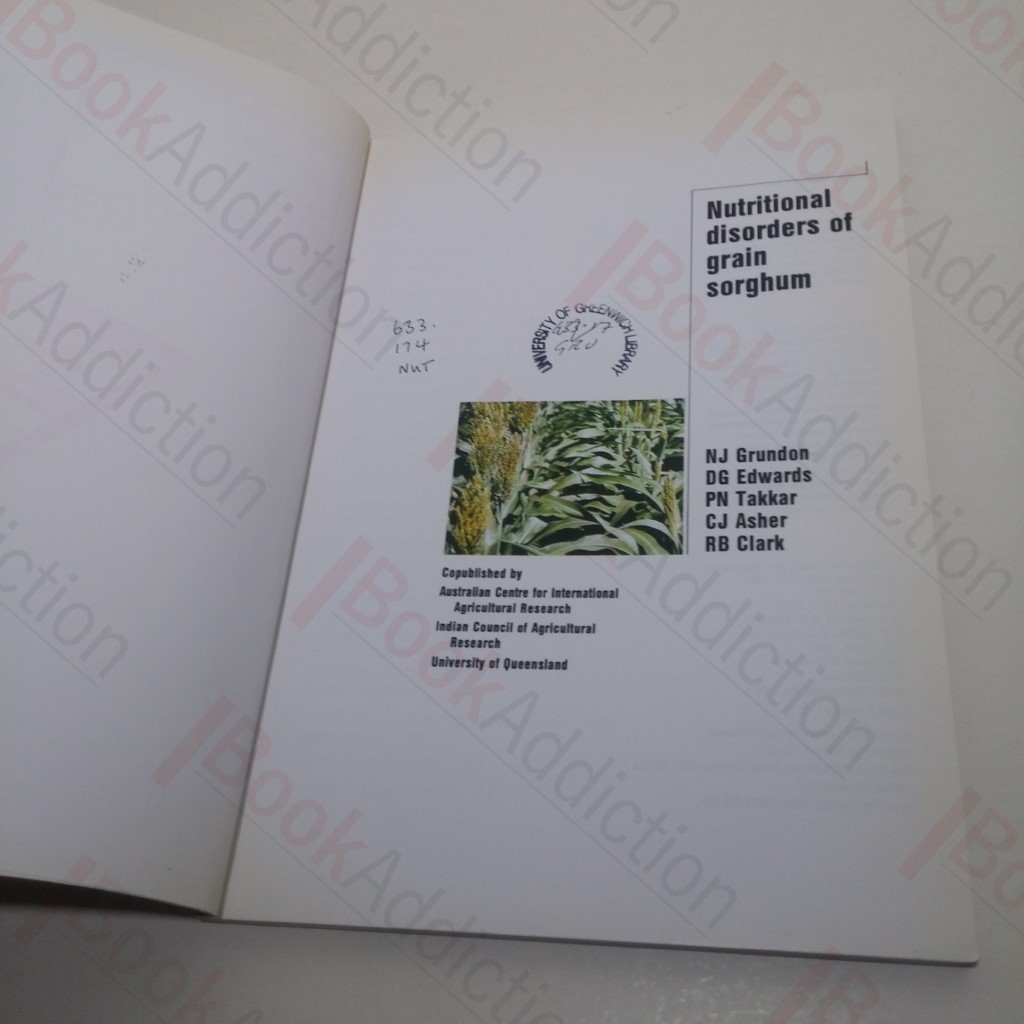 Nutritional
disorders of
grain
sorghum
633.
174
NUT
UNIVERSITY OF GREENWICH LIBRARY
NJ Grundon
DG Edwards
PN Takkar
CJ Asher
RB Clark
Copublished by
Australian Centre for International
Agricultural Research
Indian Council of Agricultural
Research
University of Queensland
BookAddiction